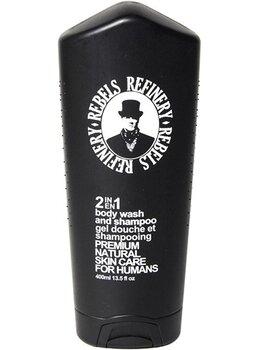 REBELS REFINERY • REBELS REFINERY •
2 IN EN 1
body wash
and shampoo
gel douche et
shampooing
PREMIUM
NATURAL
SKIN CARE
FOR HUMANS
400ml 13.5 fl oz